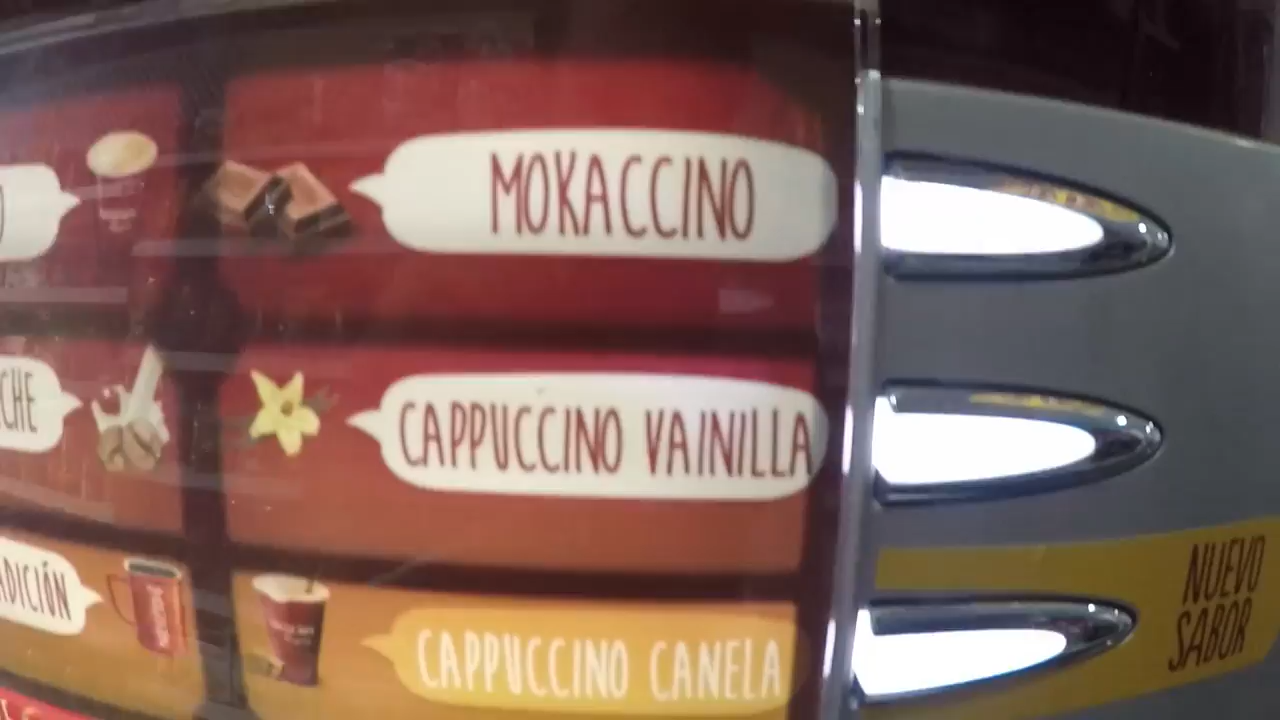 MOKACCINO
CHE
CAPPUCCINO VAINILLA
ADICIÓN
CAPPUCCINO CANELA
NUEVO
SABOR